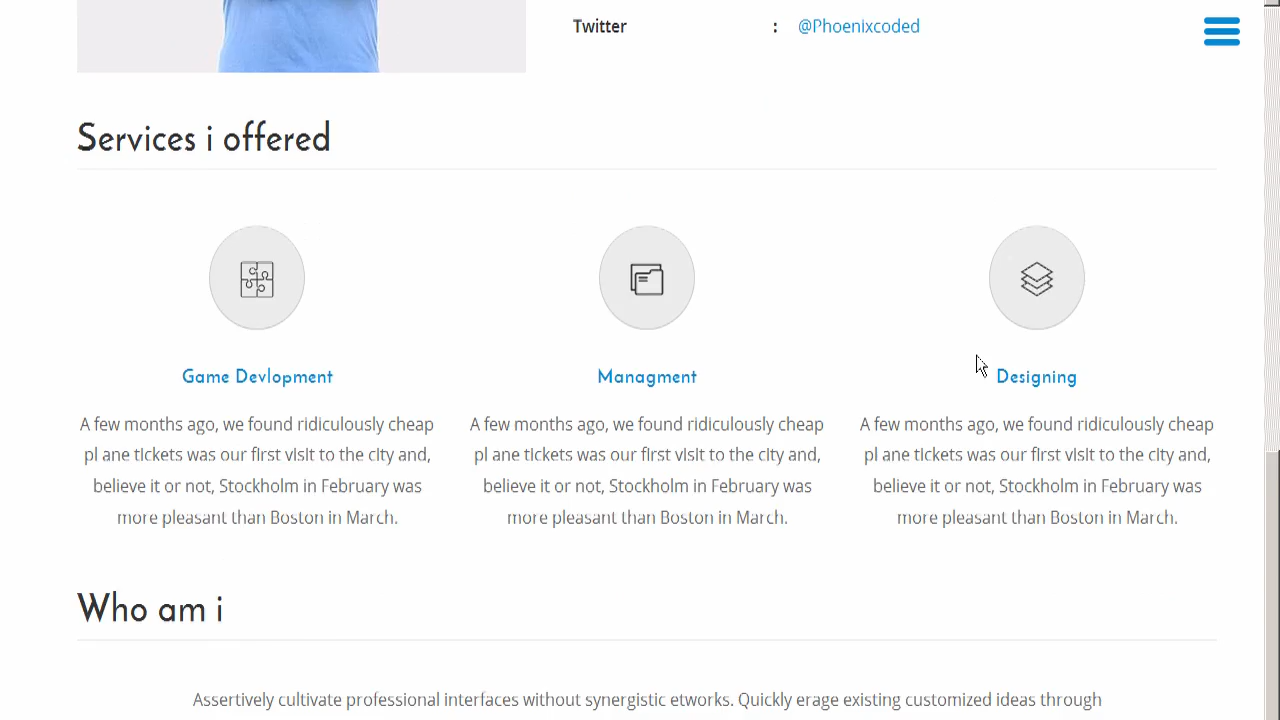 Twitter : @Phoenixcoded
Services i offered
Game Devlopment
Managment
Designing
A few months ago, we found ridiculously cheap
pl ane tickets was our first visit to the city and,
believe it or not, Stockholm in February was
more pleasant than Boston in March.
A few months ago, we found ridiculously cheap
pl ane tickets was our first visit to the city and,
believe it or not, Stockholm in February was
more pleasant than Boston in March.
A few months ago, we found ridiculously cheap
pl ane tickets was our first visit to the city and,
believe it or not, Stockholm in February was
more pleasant than Boston in March.
Who am i
Assertively cultivate professional interfaces without synergistic etworks. Quickly erage existing customized ideas through